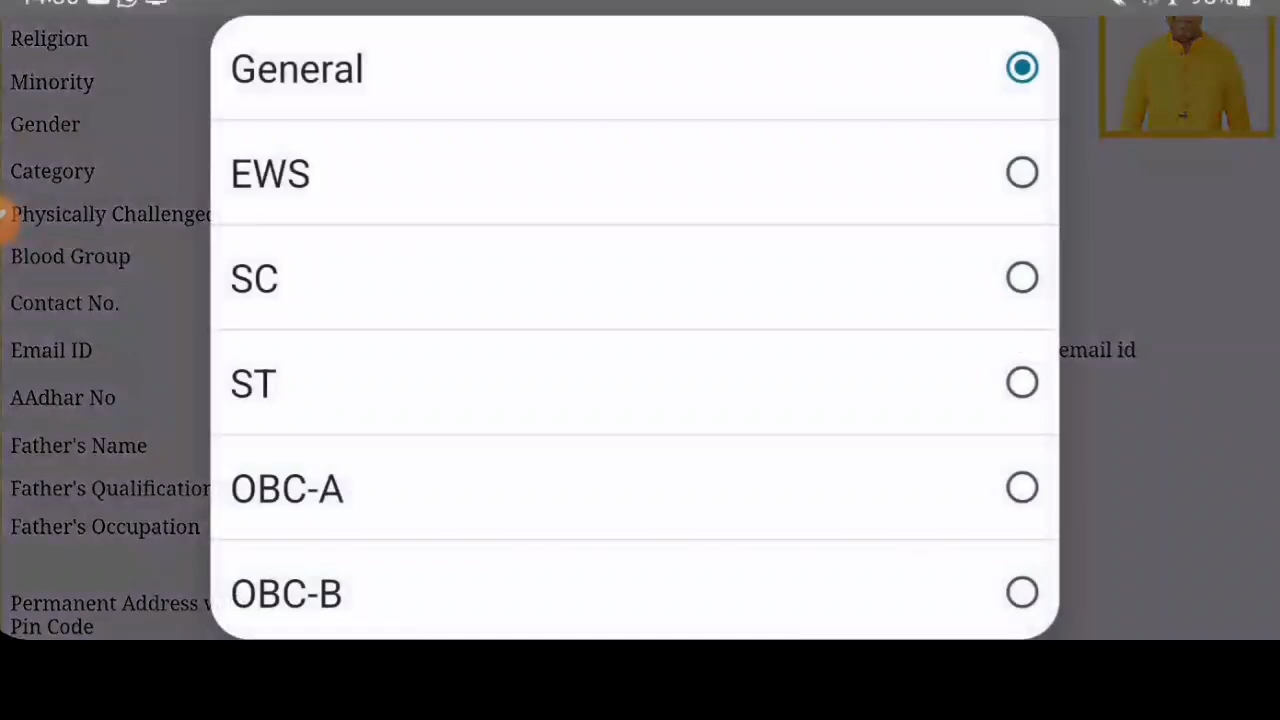 Religion
General
Minority
Gender
EWS
Category
Physically Challenged
Blood Group
SC
Contact No.
Email ID
email id
ST
AAdhar No
Father's Name
Father's Qualification
OBC-A
Father's Occupation
OBC-B
Permanent Address
Pin Code